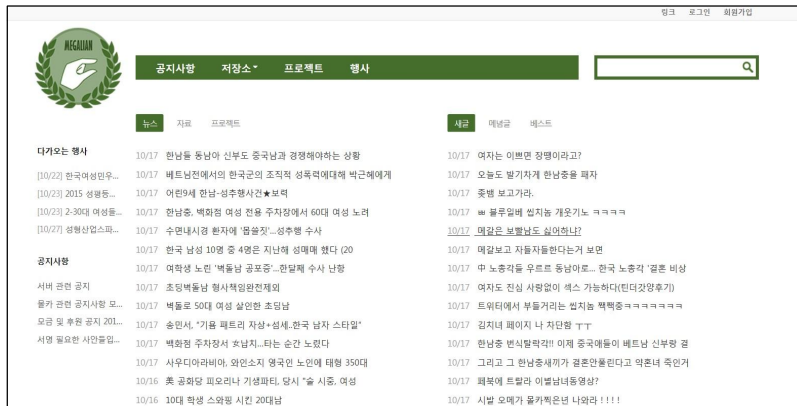 링크 로그인 회원가입
MEGALIAN
공지사항 저장소 프로젝트 행사
뉴스 자료 프로젝트
새글 메념글 베스트
다가오는 행사
[10/22] 한국여성민우...
[10/23] 2015 성평등...
[10/23] 2-30대 여성들...
[10/27] 성형산업스파...
공지사항
서버 관련 공지
몰카 관련 공지사항 모...
모금 및 후원 공지 201...
서명 필요한 사안들입...
10/17 한남들 동남아 신부도 중국남과 경쟁해야하는 상황
10/17 베트남전에서의 한국군의 조직적 성폭력에대해 박근혜에게
10/17 어린9세 한남-성추행사건★보력
10/17 한남충, 백화점 여성 전용 주차장에서 60대 여성 노려
10/17 수면내시경 환자에 '몹쓸짓'...성추행 수사
10/17 한국 남성 10명 중 4명은 지난해 성매매 했다 (20
10/17 여학생 노린 '벽돌남 공포증'...한달째 수사 난항
10/17 초딩벽돌남 형사책임완전제외
10/17 벽돌로 50대 여성 살인한 초딩남
10/17 송민서, "기욤 패트리 자상+섬세..한국 남자 스타일"
10/17 백화점 주차장서 女납치...타는 순간 노렸다
10/17 사우디아라비아, 와인소지 영국인 노인에 태형 350대
10/16 美 공화당 피오리나 기생파티, 당시 "술 시중, 여성
10/16 10대 학생 스와핑 시킨 20대남
10/17 여자는 이쁘면 장땡이라고?
10/17 오늘도 발기차게 한남충을 패자
10/17 좆뱀 보고가라.
10/17 ㅃ 블루일베 씹치놈 개웃기노 ㅋㅋㅋㅋ
10/17 메갈은 보빨남도 싫어하냐?
10/17 메갈보고 자들자들한다는거 보면
10/17 中 노총각들 우르르 동남아로... 한국 노총각 '결혼 비상
10/17 여자도 진심 사랑없이 섹스 가능하다(틴더갓양후기)
10/17 트위터에서 부들거리는 씹치놈 짹짹충ㅋㅋㅋㅋㅋㅋㅋ
10/17 김치녀 페이지 나 차단함 ㅜㅜ
10/17 한남충 번식탈락각!! 이제 중국애들이 베트남 신부랑 결
10/17 그리고 그 한남충새끼가 결혼안풀린다고 약혼녀 죽인거
10/17 페북에 트랄라 이별남녀동영상?
10/17 시발 오메가 몰카찍은년 나와라 ! ! ! !